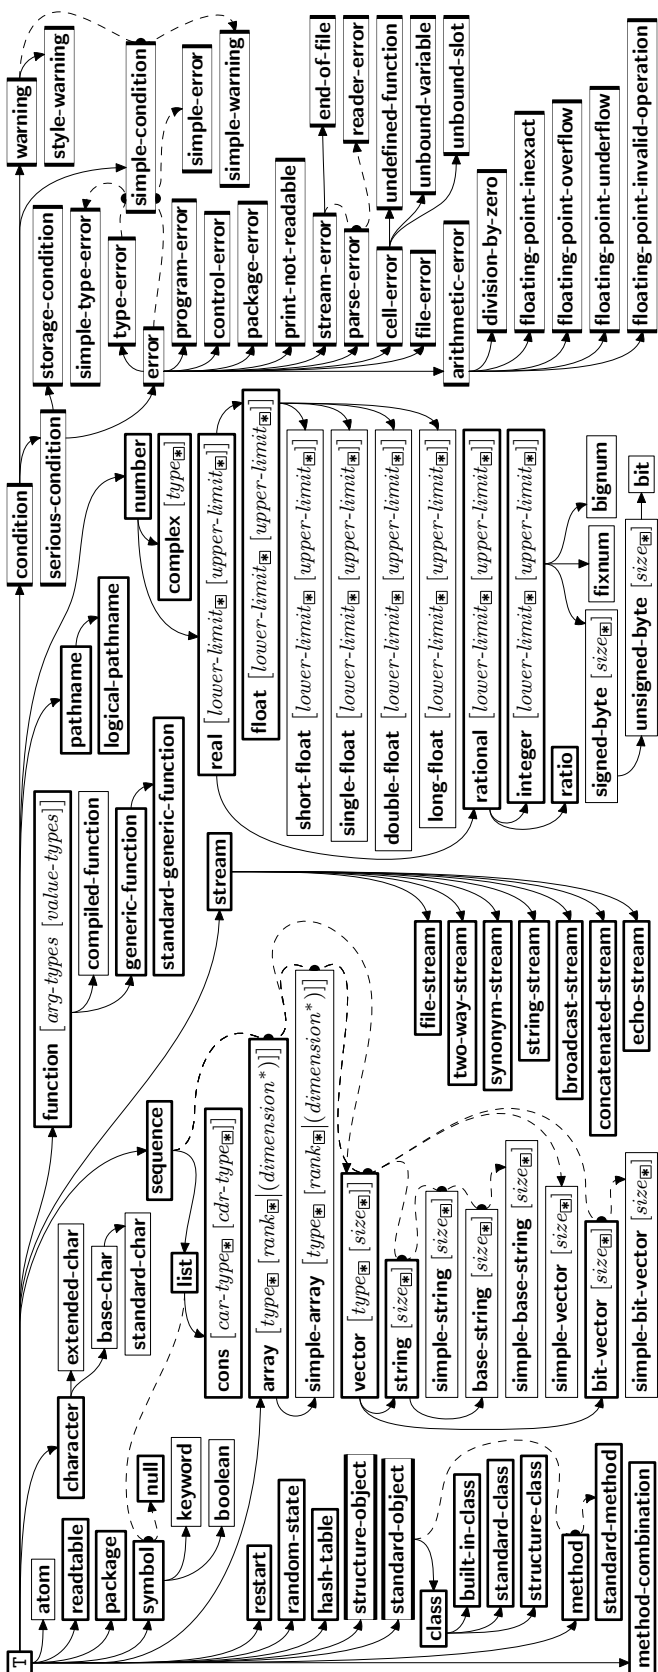 T
atom
readtable
package
symbol
null
keyword
boolean
restart
random-state
hash-table
structure-object
standard-object
class
built-in-class
standard-class
structure-class
method
standard-method
method-combination
character
extended-char
base-char
standard-char
sequence
list
cons [car-type* [cdr-type*]]
array [type* [rank*|(dimension*)]]
simple-array [type* [rank*|(dimension*)]]
vector [type* [size*]]
string [size*]
simple-string [size*]
base-string [size*]
simple-base-string [size*]
simple-vector [size*]
bit-vector [size*]
simple-bit-vector [size*]
function [arg-types [value-types]]
compiled-function
generic-function
standard-generic-function
stream
file-stream
two-way-stream
synonym-stream
string-stream
broadcast-stream
concatenated-stream
echo-stream
pathname
logical-pathname
number
complex [type*]
real [lower-limit* [upper-limit*]]
float [lower-limit* [upper-limit*]]
short-float [lower-limit* [upper-limit*]]
single-float [lower-limit* [upper-limit*]]
double-float [lower-limit* [upper-limit*]]
long-float [lower-limit* [upper-limit*]]
rational [lower-limit* [upper-limit*]]
integer [lower-limit* [upper-limit*]]
ratio
signed-byte [size*]
fixnum
bignum
unsigned-byte [size*]
bit
condition
serious-condition
storage-condition
simple-type-error
type-error
error
program-error
control-error
package-error
print-not-readable
stream-error
parse-error
cell-error
file-error
arithmetic-error
division-by-zero
floating-point-inexact
floating-point-overflow
floating-point-underflow
floating-point-invalid-operation
warning
style-warning
simple-condition
simple-error
simple-warning
end-of-file
reader-error
undefined-function
unbound-variable
unbound-slot